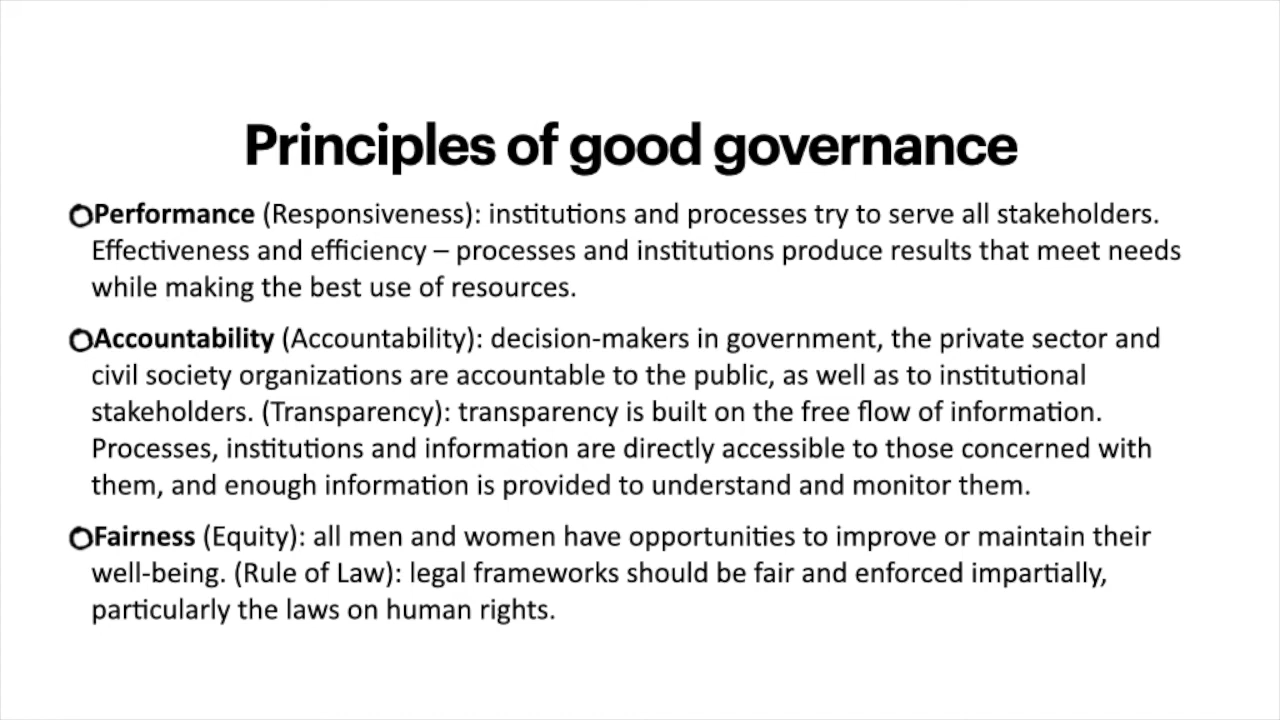 Principles of good governance
Performance (Responsiveness): institutions and processes try to serve all stakeholders.
Effectiveness and efficiency – processes and institutions produce results that meet needs
while making the best use of resources.
Accountability (Accountability): decision-makers in government, the private sector and
civil society organizations are accountable to the public, as well as to institutional
stakeholders. (Transparency): transparency is built on the free flow of information.
Processes, institutions and information are directly accessible to those concerned with
them, and enough information is provided to understand and monitor them.
Fairness (Equity): all men and women have opportunities to improve or maintain their
well-being. (Rule of Law): legal frameworks should be fair and enforced impartially,
particularly the laws on human rights.